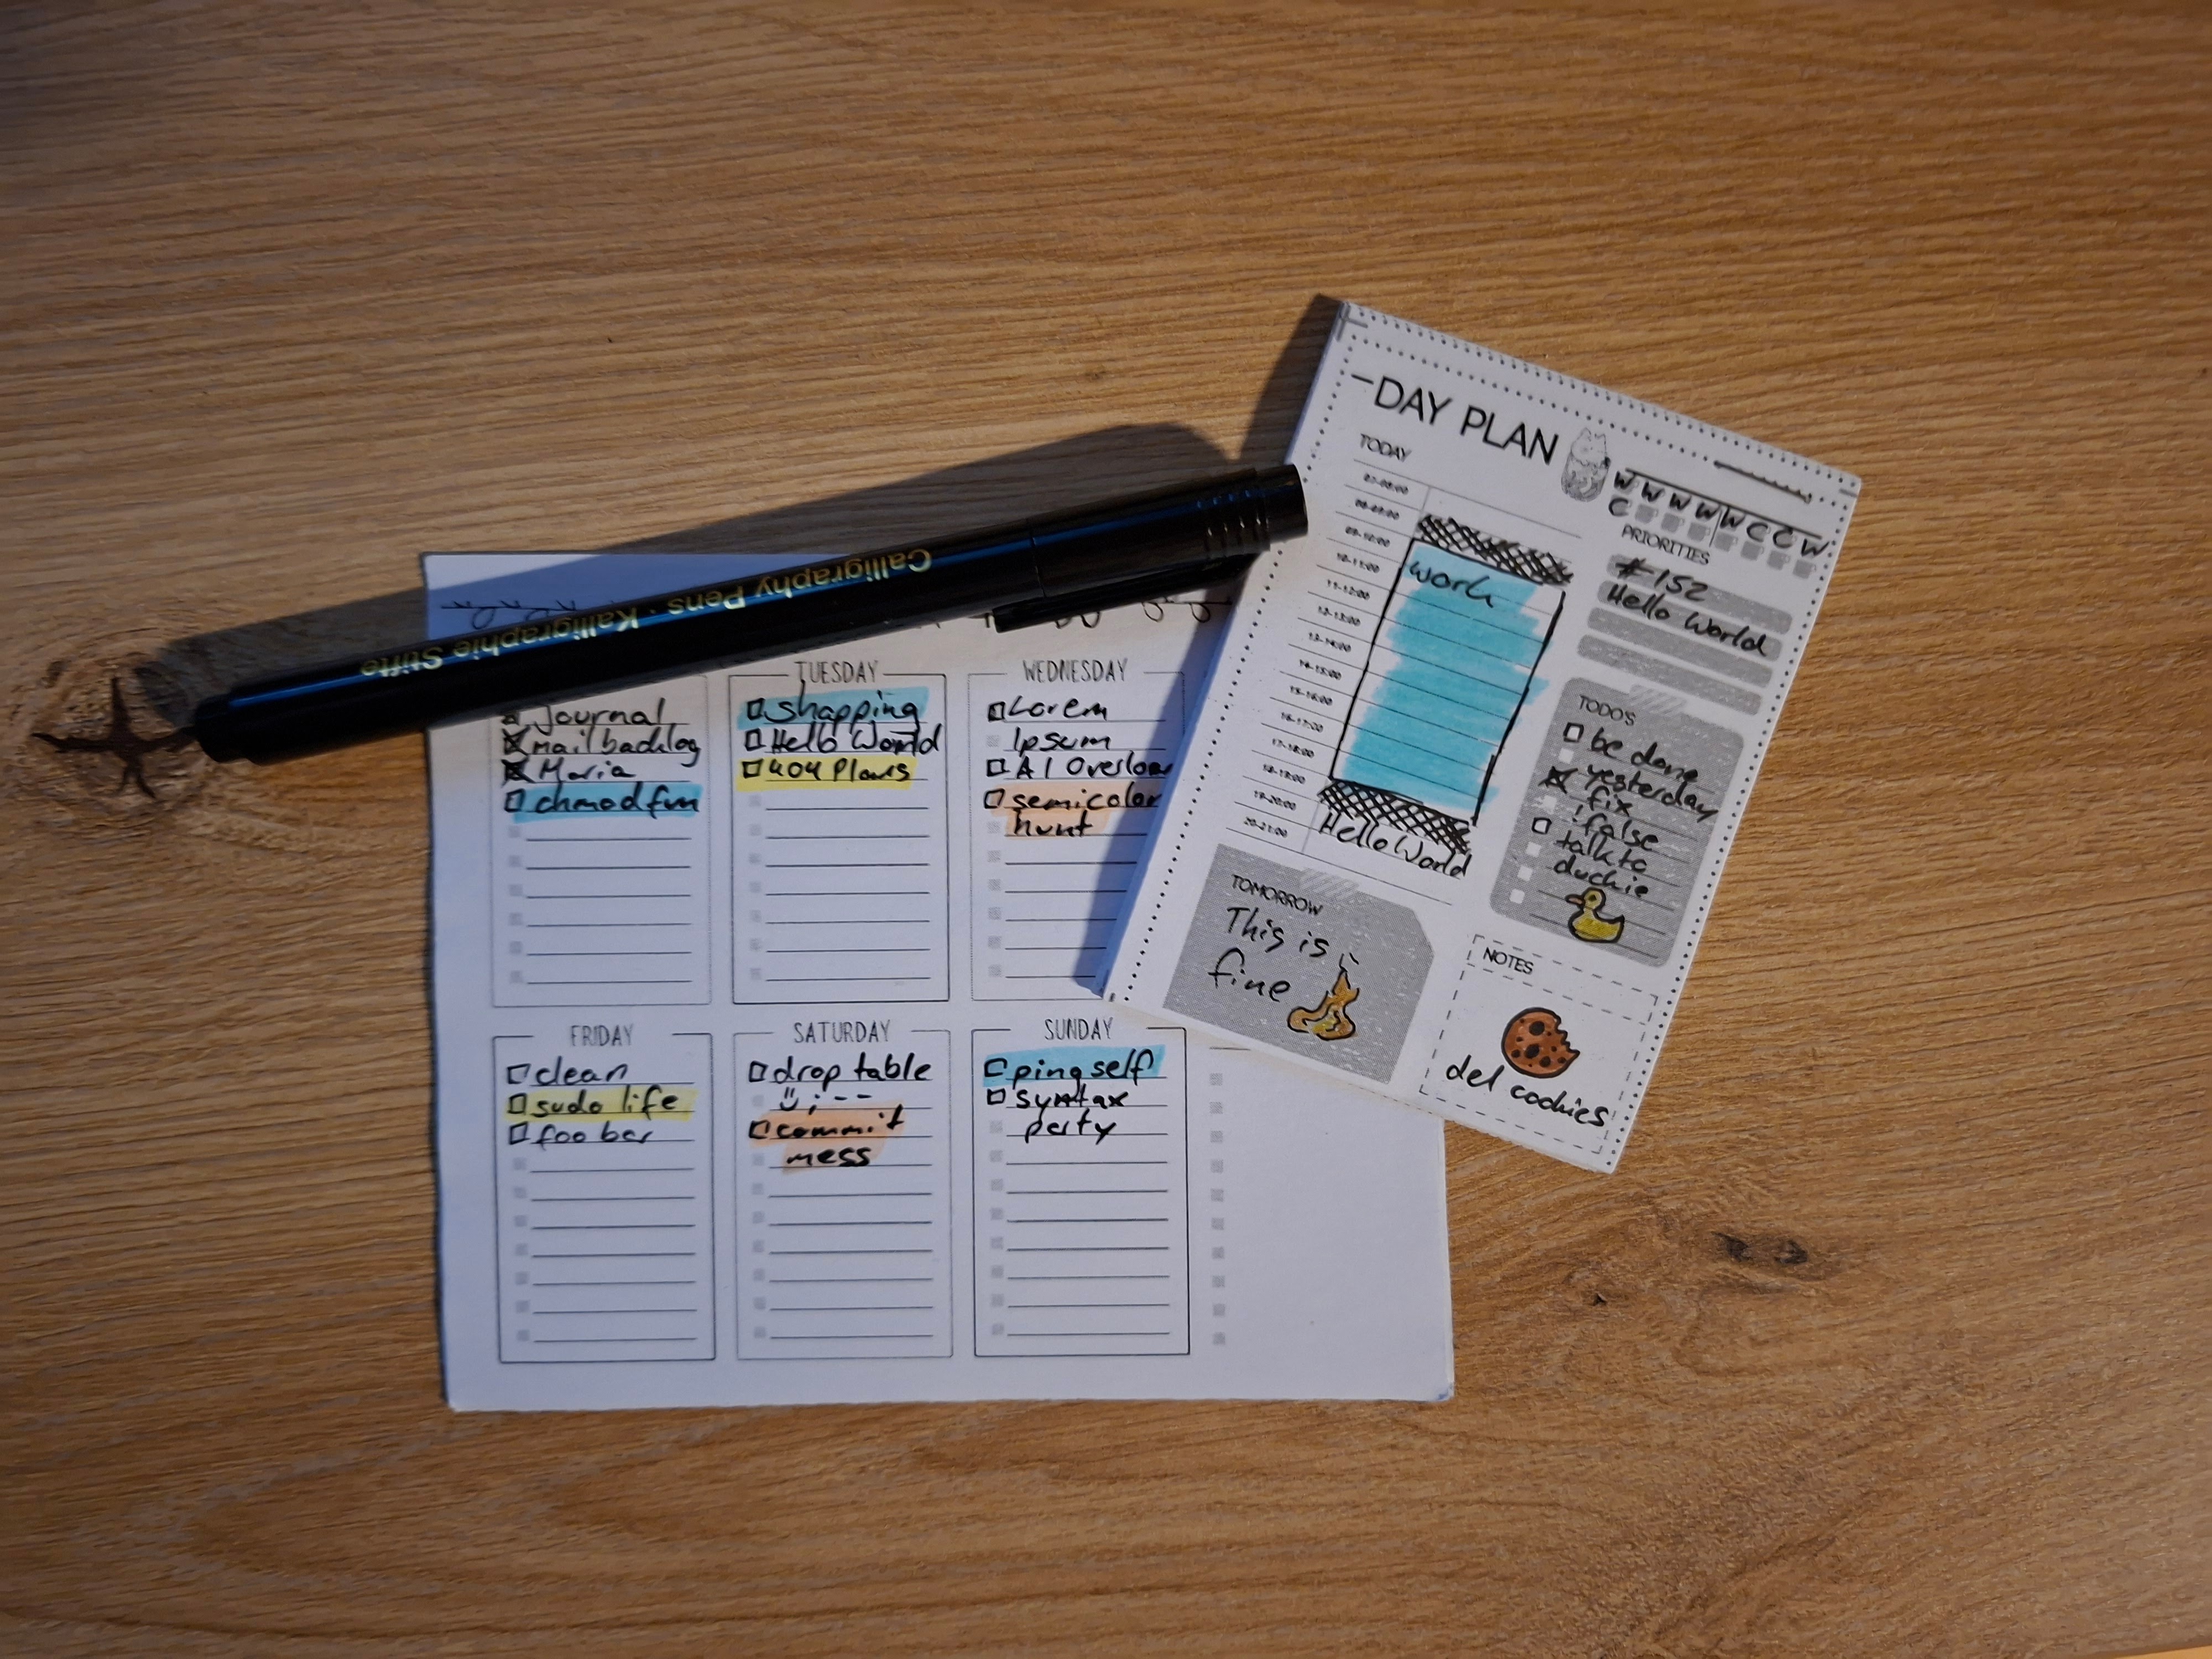 Calligraphy Pens · Kalligraphie Stifte
Journal
Mail backlog
Maria
chmod fun
TUESDAY
shopping
Hello World
404 Plans
WEDNESDAY
Lorem
Ipsum
AI Overload
semicolon
hunt
FRIDAY
clean
sudo life
foo bar
SATURDAY
drop table
;--
commit
mess
SUNDAY
ping self
syntax
party
DAY PLAN
TODAY
07-08:00
08-09:00
09-10:00
10-11:00
11-12:00
12-13:00
13-14:00
14-15:00
15-16:00
16-17:00
17-18:00
18-19:00
19-20:00
20-21:00
work
Hello World
W W W W W C C W
C
PRIORITIES
#152
Hello World
TODO'S
be done
yesterday
fix
!false
talk to
duckie
TOMORROW
This is
fine
NOTES
del cookies